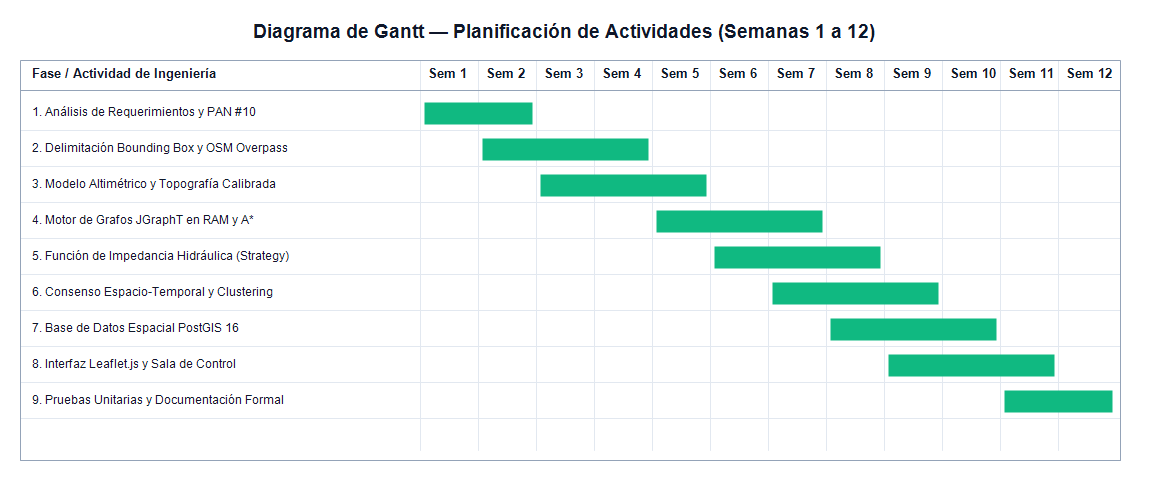 Diagrama de Gantt — Planificación de Actividades (Semanas 1 a 12)
Fase / Actividad de Ingeniería Sem 1 Sem 2 Sem 3 Sem 4 Sem 5 Sem 6 Sem 7 Sem 8 Sem 9 Sem 10 Sem 11 Sem 12
1. Análisis de Requerimientos y PAN #10
2. Delimitación Bounding Box y OSM Overpass
3. Modelo Altimétrico y Topografía Calibrada
4. Motor de Grafos JGraphT en RAM y A*
5. Función de Impedancia Hidráulica (Strategy)
6. Consenso Espacio-Temporal y Clustering
7. Base de Datos Espacial PostGIS 16
8. Interfaz Leaflet.js y Sala de Control
9. Pruebas Unitarias y Documentación Formal